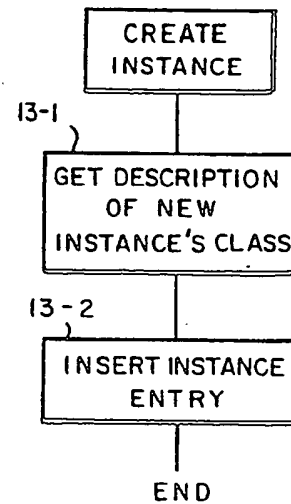 CREATE
INSTANCE
13-1
GET DESCRIPTION
OF NEW
INSTANCE'S CLASS
13-2
INSERT INSTANCE
ENTRY
END